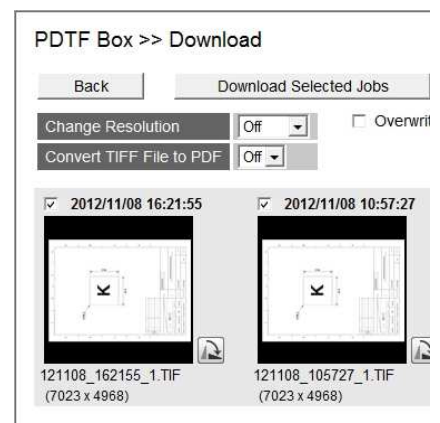 PDTF Box >> Download
Back Download Selected Jobs
Change Resolution Off Overwrit
Convert TIFF File to PDF Off
2012/11/08 16:21:55 2012/11/08 10:57:27
K K
121108_162155_1.TIF 121108_105727_1.TIF
(7023 x 4968) (7023 x 4968)